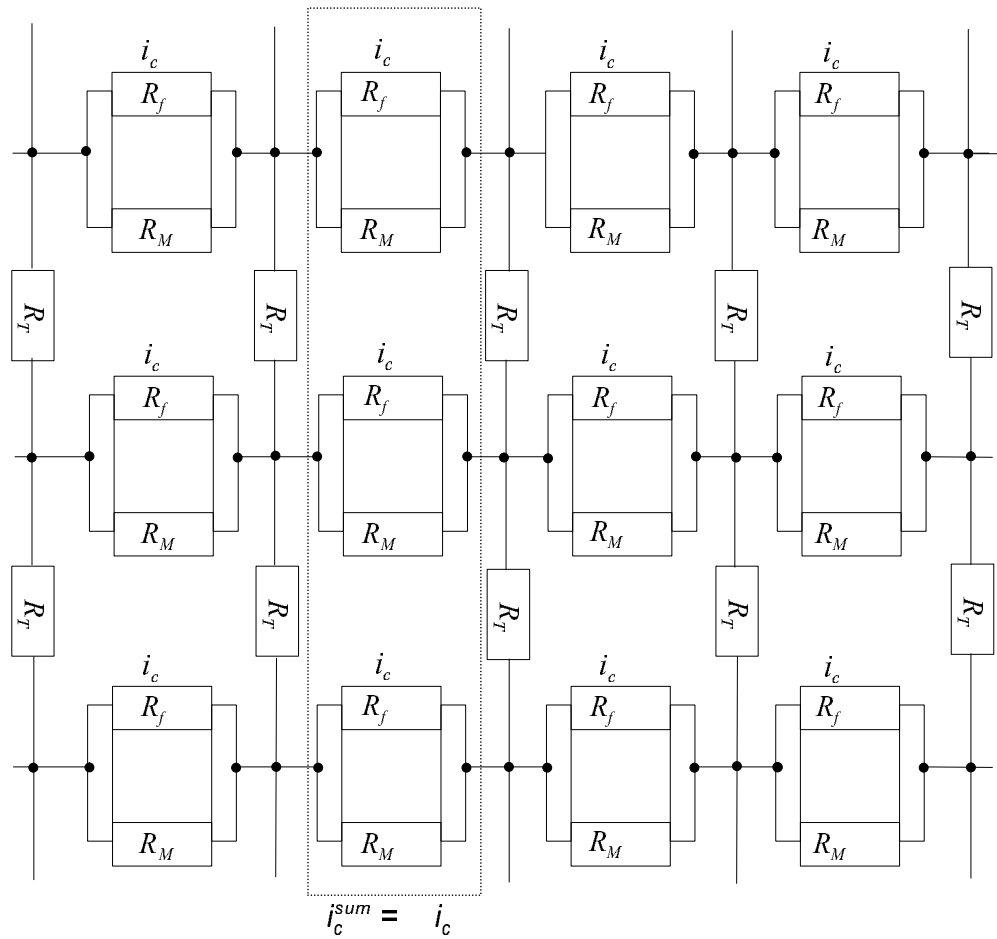 i_c i_c i_c i_c
R_f R_f R_f R_f
R_M R_M R_M R_M
R_T R_T R_T R_T R_T
i_c i_c i_c i_c
R_f R_f R_f R_f
R_M R_M R_M R_M
R_T R_T R_T R_T R_T
i_c i_c i_c i_c
R_f R_f R_f R_f
R_M R_M R_M R_M
i_c^{sum} = i_c